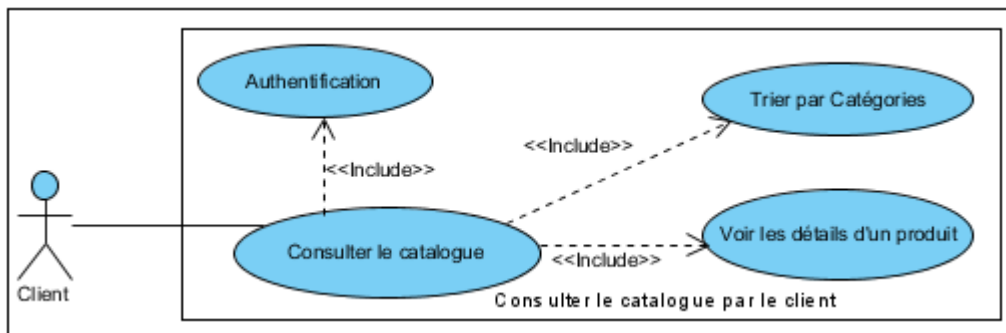 Authentification
Trier par Catégories
<<Include>>
<<Include>>
Voir les détails d'un produit
Consulter le catalogue
<<Include>>
Client
Consulter le catalogue par le client